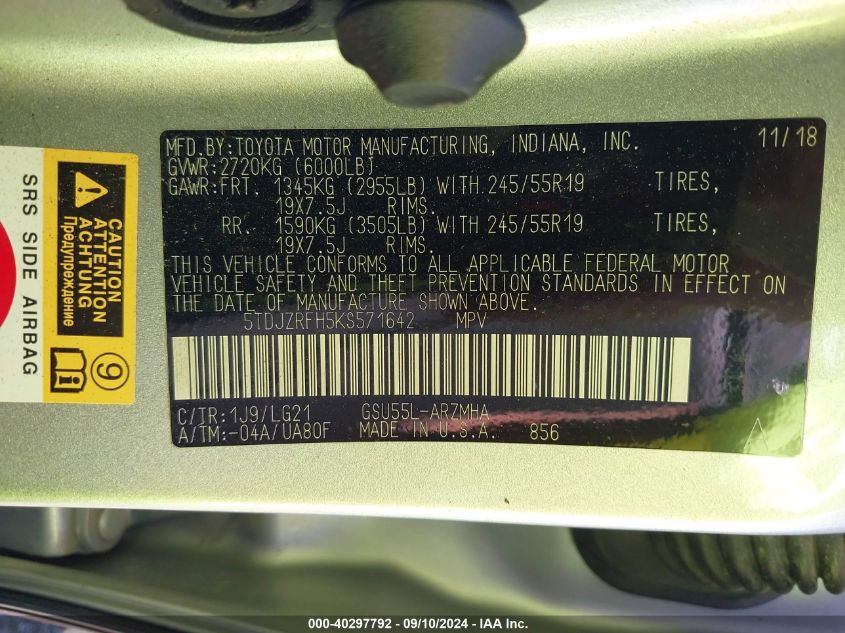 MFD.BY:TOYOTA MOTOR MANUFACTURING, INDIANA, INC. 11/18
GVWR:2720KG (6000LB)
GAWR:FRT. 1345KG (2955LB) WITH 245/55R19 TIRES,
19X7.5J RIMS.
RR. 1590KG (3505LB) WITH 245/55R19 TIRES,
19X7.5J RIMS.
THIS VEHICLE CONFORMS TO ALL APPLICABLE FEDERAL MOTOR
VEHICLE SAFETY AND THEFT PREVENTION STANDARDS IN EFFECT ON
THE DATE OF MANUFACTURE SHOWN ABOVE.
5TDJZRFH5KS571642 MPV
C/TR:1J9/LG21 GSU55L-ARZMHA
A/TM:-04A/UA80F MADE IN U.S.A. 856
A
SRS SIDE AIRBAG
CAUTION
ATTENTION
ACHTUNG
Предупреждение
9
000-40297792 - 09/10/2024 - IAA Inc.